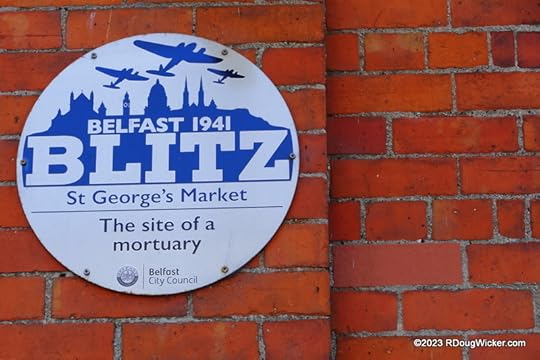 BELFAST 1941
BLITZ
St George's Market
The site of a
mortuary
Belfast
City Council
©2023 RDougWicker.com